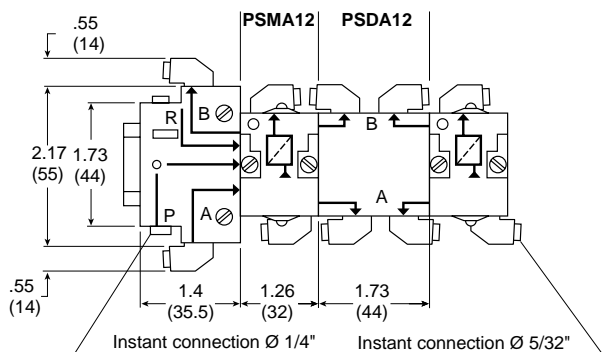 PSMA12 PSDA12
.55
(14)
B
R
B
2.17
(55)
1.73
(44)
A
P
A
.55
(14)
1.4
(35.5)
1.26
(32)
1.73
(44)
Instant connection Ø 1/4" Instant connection Ø 5/32"